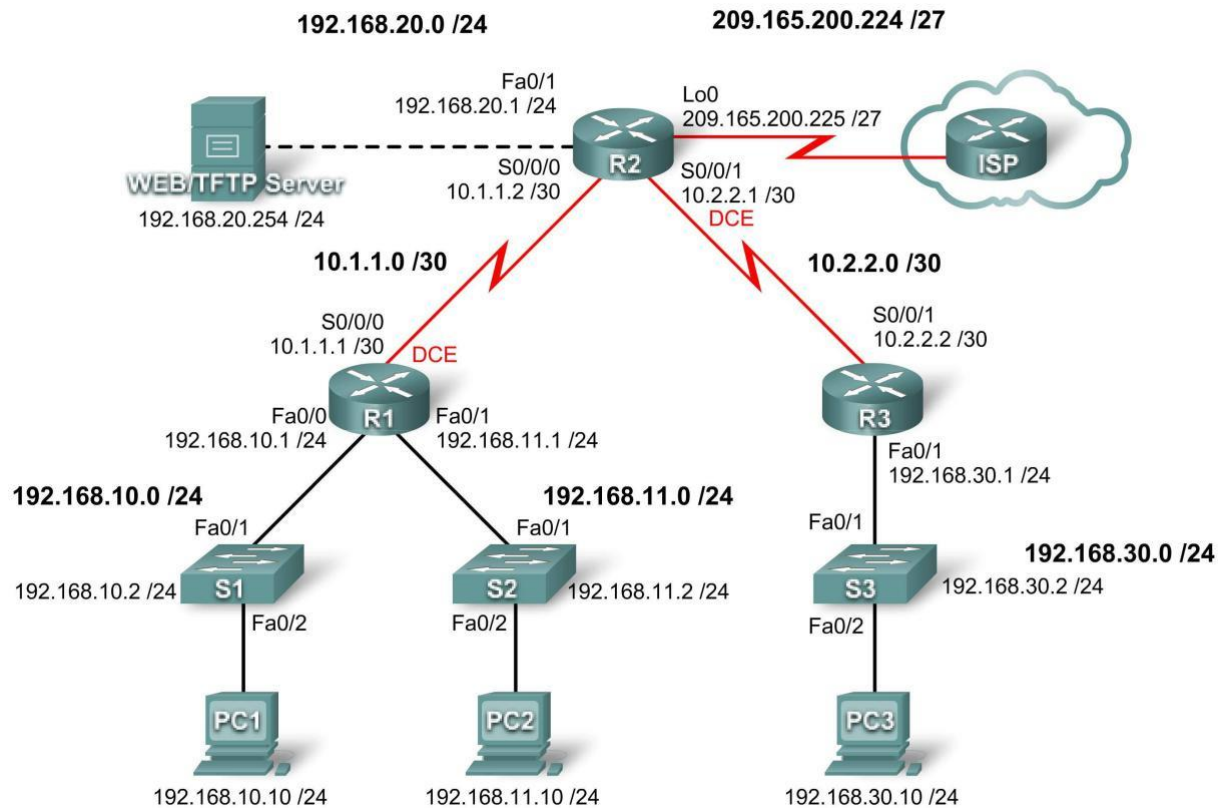 192.168.20.0 /24
209.165.200.224 /27
Fa0/1
192.168.20.1 /24
Lo0
209.165.200.225 /27
R2
ISP
WEB/TFTP Server
192.168.20.254 /24
S0/0/0
10.1.1.2 /30
S0/0/1
10.2.2.1 /30
DCE
10.1.1.0 /30
10.2.2.0 /30
S0/0/0
10.1.1.1 /30
DCE
S0/0/1
10.2.2.2 /30
R1
R3
Fa0/0
192.168.10.1 /24
Fa0/1
192.168.11.1 /24
Fa0/1
192.168.30.1 /24
192.168.10.0 /24
192.168.11.0 /24
192.168.30.0 /24
Fa0/1
Fa0/1
Fa0/1
S1
192.168.10.2 /24
S2
192.168.11.2 /24
S3
192.168.30.2 /24
Fa0/2
Fa0/2
Fa0/2
PC1
PC2
PC3
192.168.10.10 /24
192.168.11.10 /24
192.168.30.10 /24